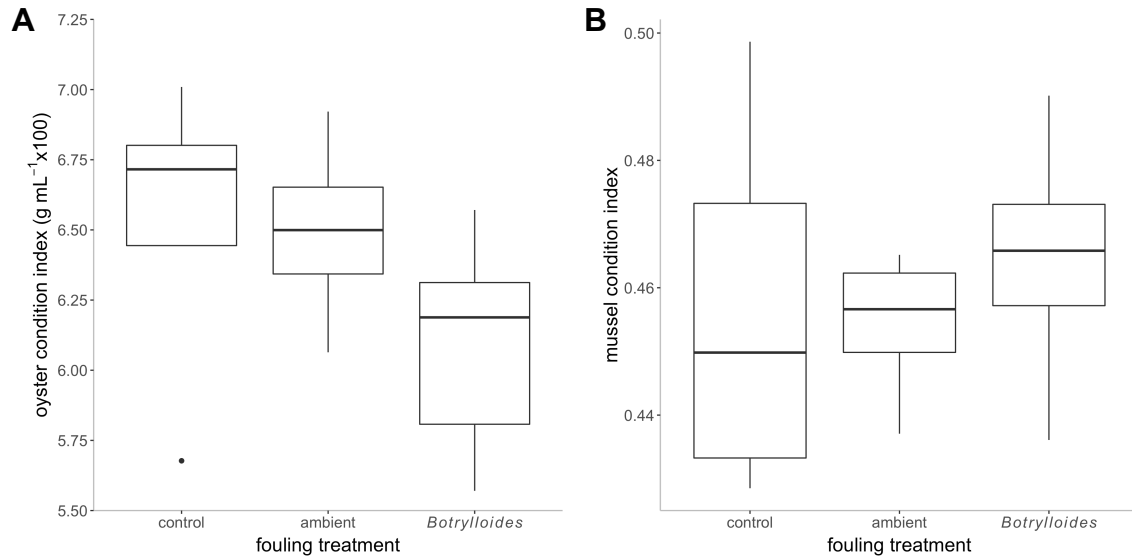 A
7.25
7.00
6.75
6.50
6.25
6.00
5.75
5.50
oyster condition index (g mL⁻¹x100)
control ambient Botrylloides
fouling treatment
B
0.50
0.48
0.46
0.44
mussel condition index
control ambient Botrylloides
fouling treatment